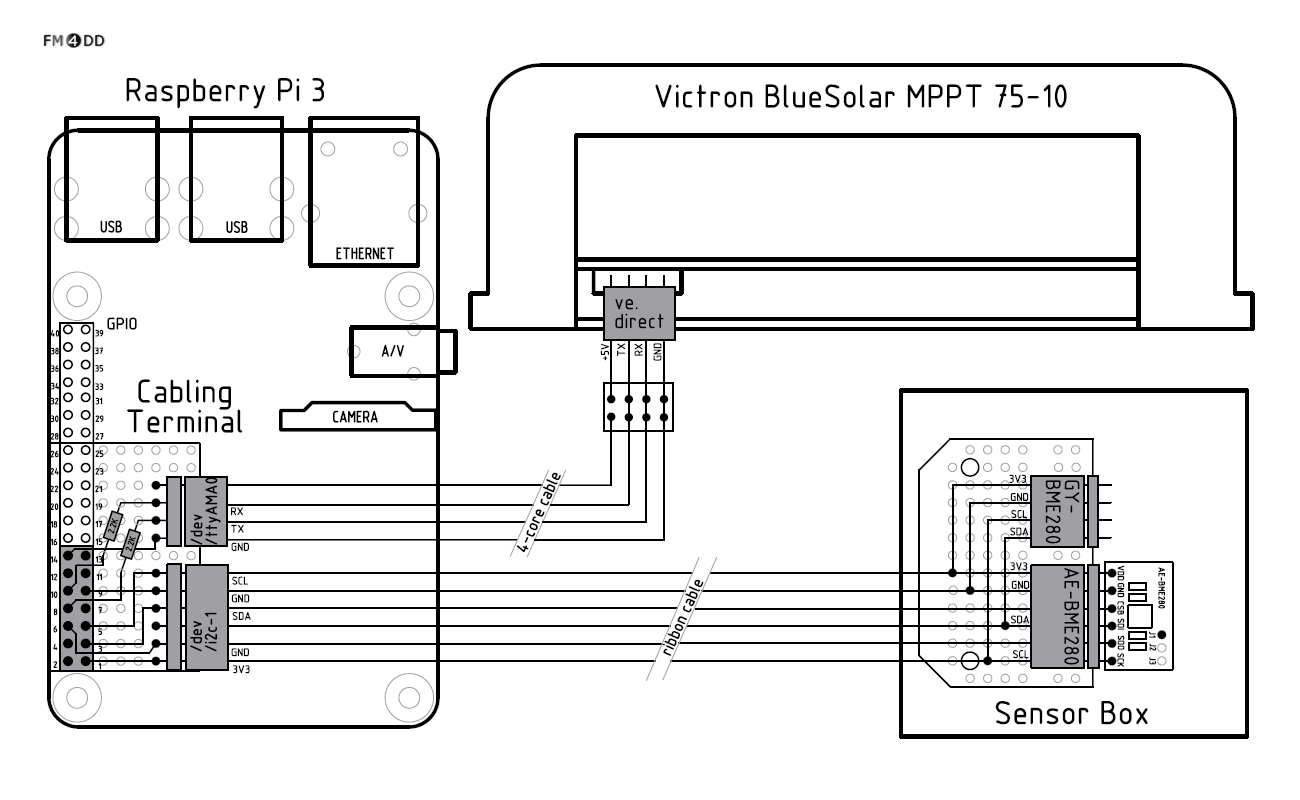 FM4DD
Raspberry Pi 3
Victron BlueSolar MPPT 75-10
USB
USB
ETHERNET
ve.
direct
+5V
TX
RX
GND
GPIO
40 39
38 37
36 35
34 33
32 31
30 29
28 27
26 25
24 23
22 21
20 19
18 17
16 15
14 13
12 11
10 9
8 7
6 5
4 3
2 1
A/V
CAMERA
Cabling
Terminal
2.2K
2.2K
/dev
/ttyAMA0
RX
TX
GND
4-core cable
/dev
/i2c-1
SCL
GND
SDA
GND
3V3
ribbon cable
3V3
GND
SCL
SDA
GY-
BME280
3V3
GND
SDA
SCL
AE-BME280
VDD
GND
CSB
SDI
SDO
SCK
AE-BME280
J1
J2
J3
Sensor Box